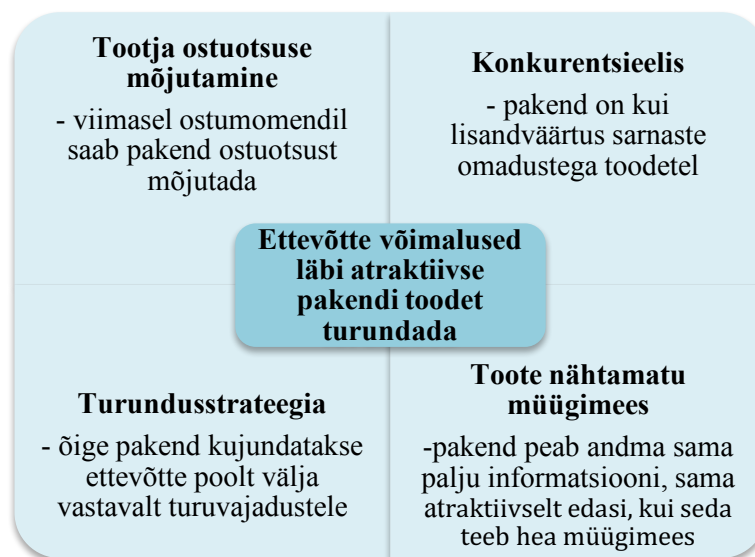 Tootja ostuotsuse
mõjutamine
- viimasel ostumomendil
saab pakend ostuotsust
mõjutada
Konkurentsieelis
- pakend on kui
lisandväärtus sarnaste
omadustega toodetel
Ettevõtte võimalused
läbi atraktiivse
pakendi toodet
turundada
Turundusstrateegia
- õige pakend kujundatakse
ettevõtte poolt välja
vastavalt turuvajadustele
Toote nähtamatu
müügimees
-pakend peab andma sama
palju informatsiooni, sama
atraktiivselt edasi, kui seda
teeb hea müügimees